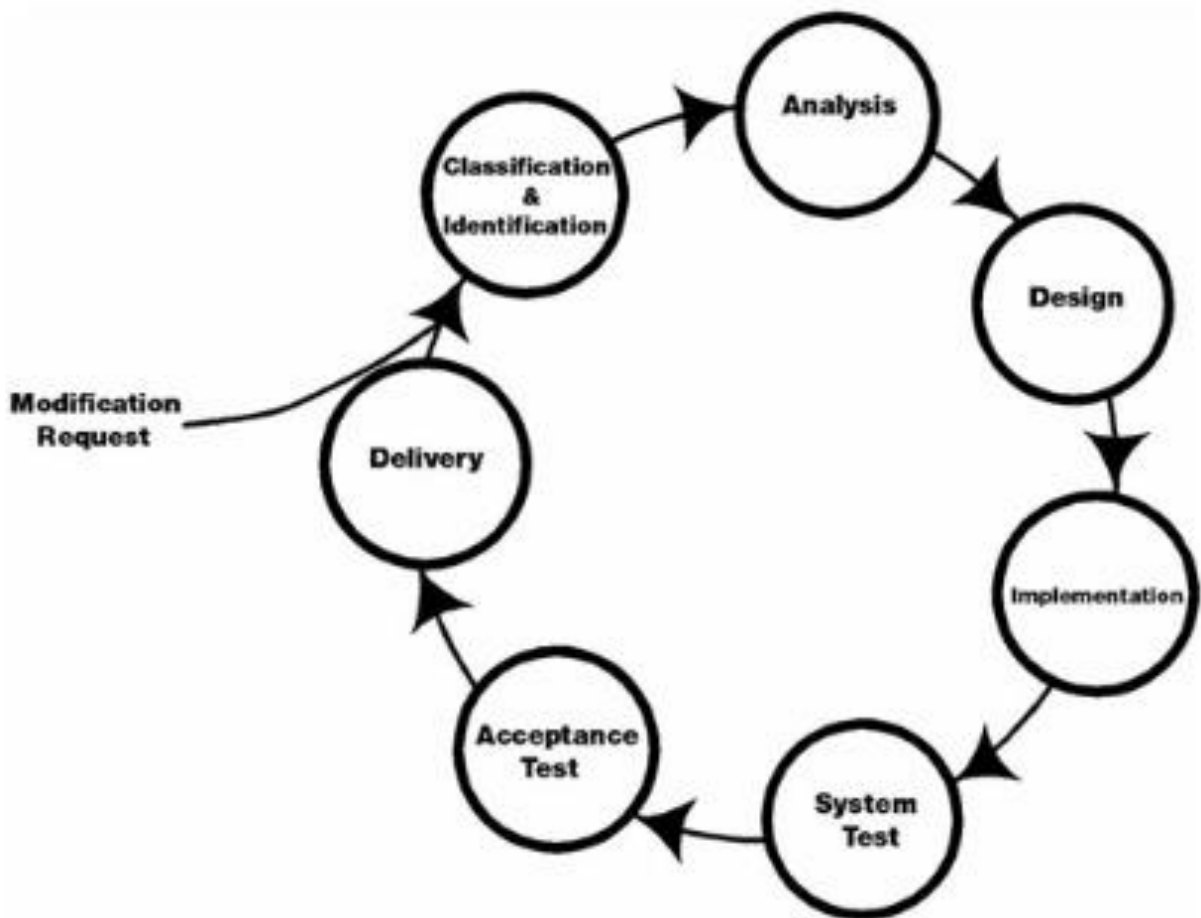 Analysis
Classification
&
Identification
Design
Modification
Request
Delivery
Implementation
Acceptance
Test
System
Test